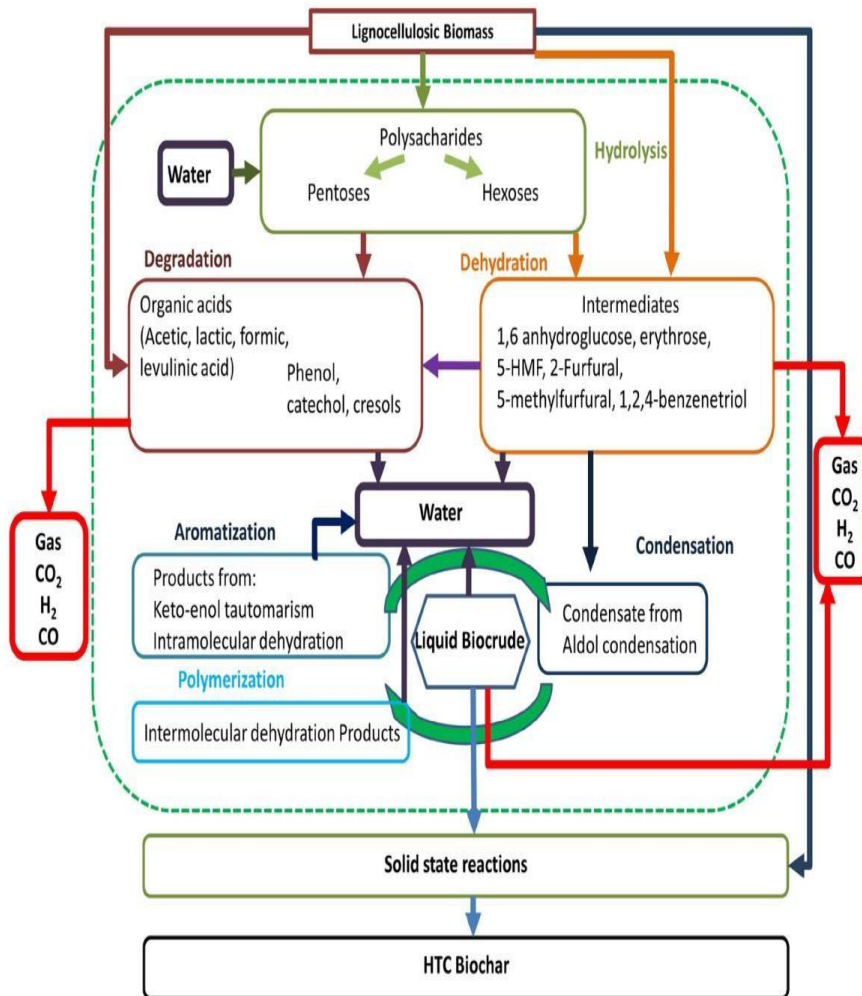 Lignocellulosic Biomass
Polysacharides
Hydrolysis
Water
Pentoses Hexoses
Degradation
Dehydration
Organic acids
(Acetic, lactic, formic,
levulinic acid)
Phenol,
catechol, cresols
Intermediates
1,6 anhydroglucose, erythrose,
5-HMF, 2-Furfural,
5-methylfurfural, 1,2,4-benzenetriol
Gas
CO₂
H₂
CO
Gas
CO₂
H₂
CO
Water
Aromatization
Condensation
Products from:
Keto-enol tautomarism
Intramolecular dehydration
Liquid Biocrude
Condensate from
Aldol condensation
Polymerization
Intermolecular dehydration Products
Solid state reactions
HTC Biochar